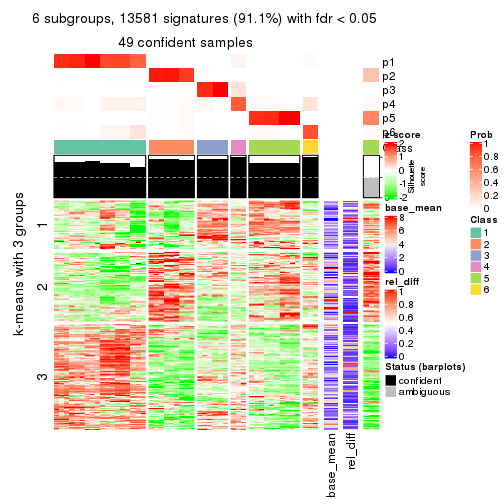 6 subgroups, 13581 signatures (91.1%) with fdr < 0.05
49 confident samples
p1
p2
p3
p4
p5
p6
Class
Silhouette
score
k-means with 3 groups
1
2
3
base_mean
rel_diff
z-score
2
1
0
-1
-2
base_mean
8
6
4
2
0
rel_diff
1
0.8
0.6
0.4
0.2
0
Status (barplots)
confident
ambiguous
Prob
1
0.8
0.6
0.4
0.2
0
Class
1
2
3
4
5
6